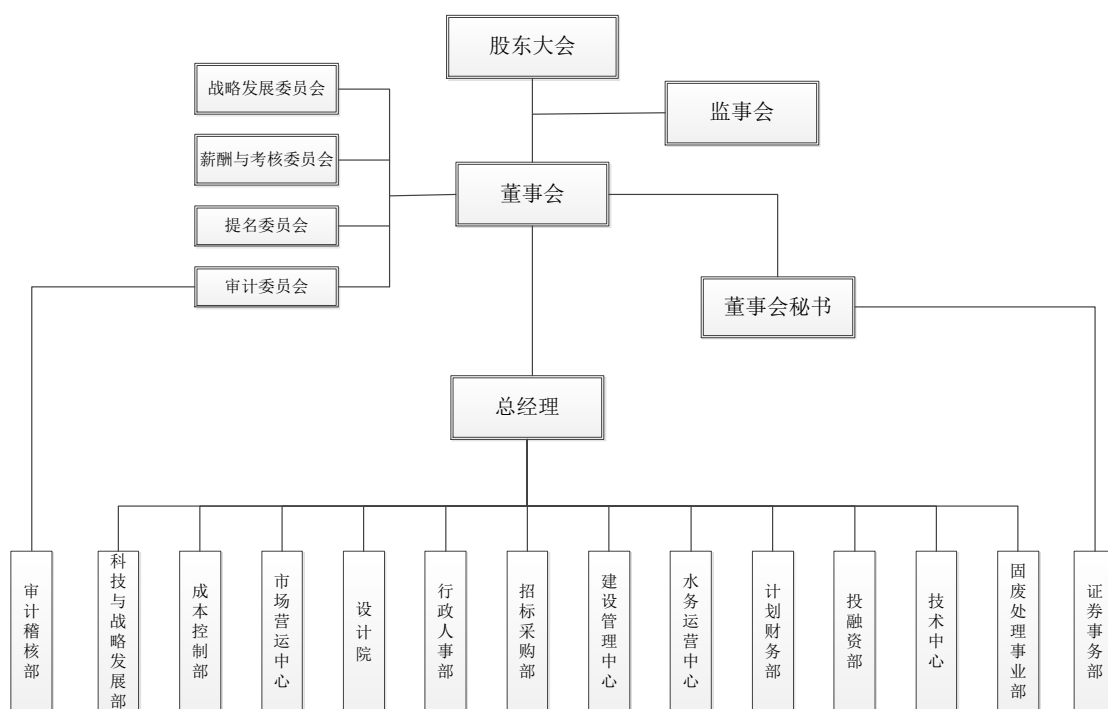 股东大会
战略发展委员会
监事会
薪酬与考核委员会
董事会
提名委员会
审计委员会
董事会秘书
总经理
审计稽核部
科技与战略发展部
成本控制部
市场营运中心
设计院
行政人事部
招标采购部
建设管理中心
水务运营中心
计划财务部
投融资部
技术中心
固废处理事业部
证券事务部